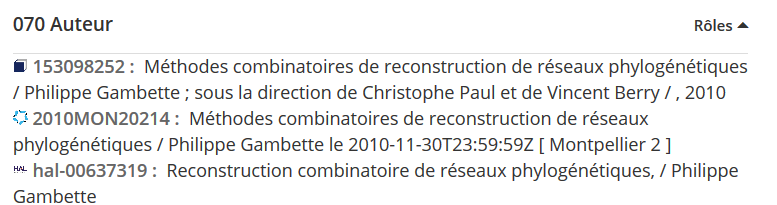 070 Auteur
Rôles
153098252 : Méthodes combinatoires de reconstruction de réseaux phylogénétiques
/ Philippe Gambette ; sous la direction de Christophe Paul et de Vincent Berry / , 2010
2010MON20214 : Méthodes combinatoires de reconstruction de réseaux
phylogénétiques / Philippe Gambette le 2010-11-30T23:59:59Z [ Montpellier 2 ]
HAL hal-00637319 : Reconstruction combinatoire de réseaux phylogénétiques, / Philippe
Gambette